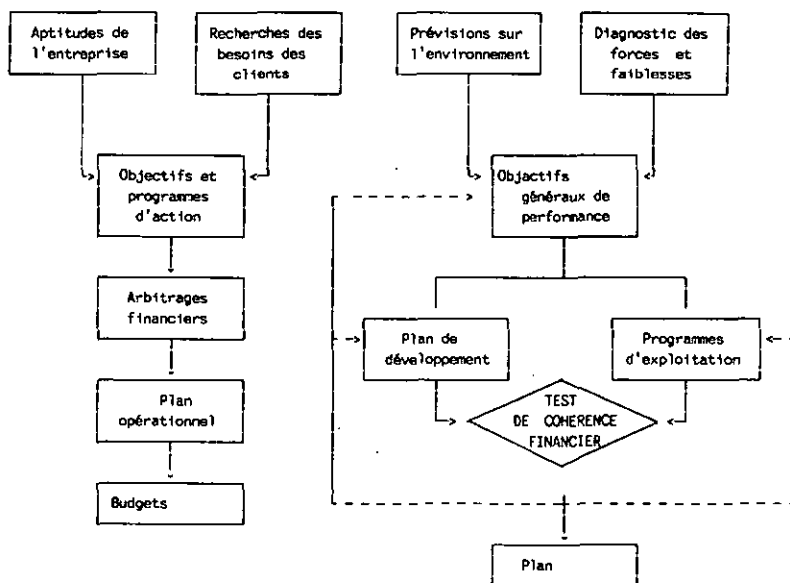 Aptitudes de
l'entreprise
Recherches des
besoins des
clients
Prévisions sur
l'environnement
Diagnostic des
forces et
faiblesses
Objectifs et
programmes
d'action
Objactifs
généraux de
performance
Arbitrages
financiers
Plan de
développement
Programmes
d'exploitation
Plan
opérationnel
TEST
DE COHERENCE
FINANCIER
Budgets
Plan